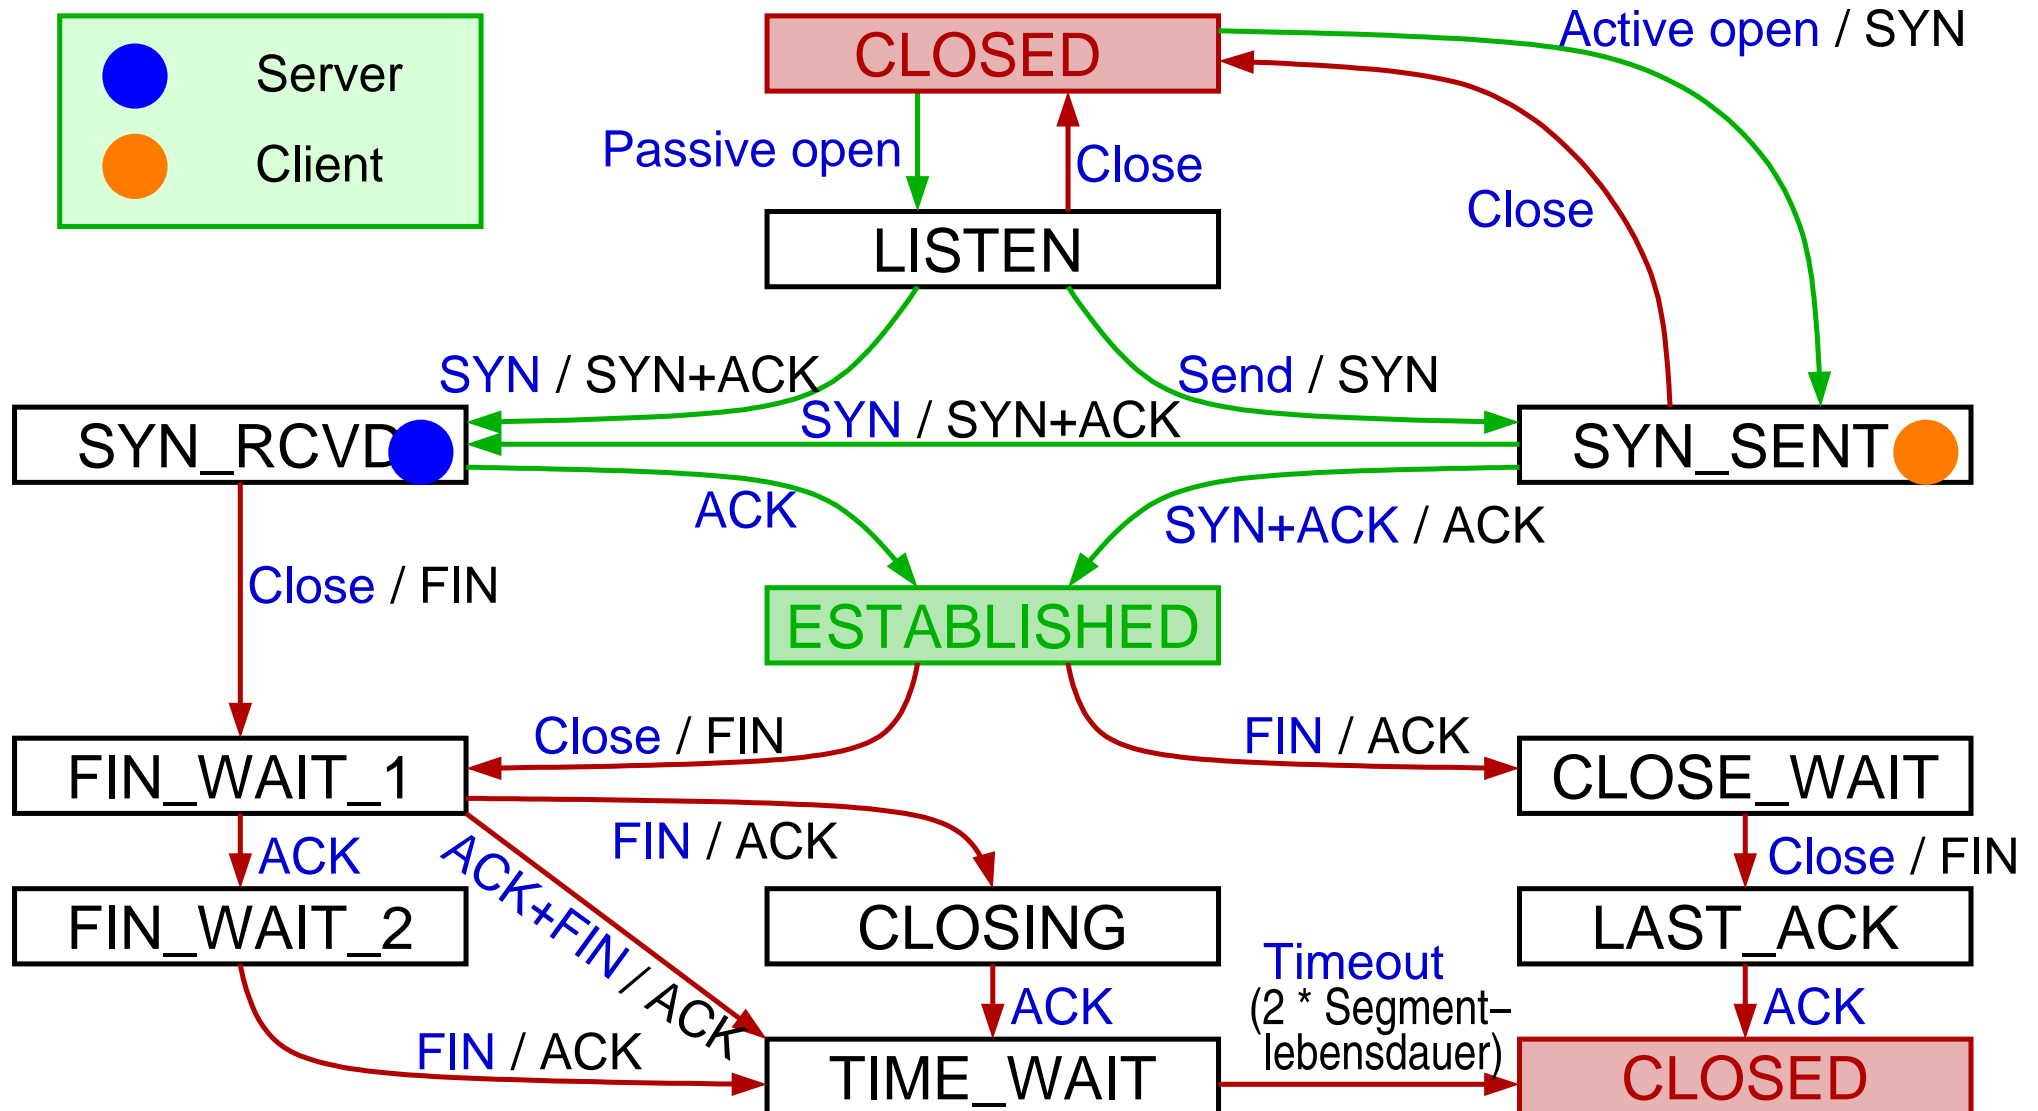 Server
Client
CLOSED
Active open / SYN
Passive open
Close
Close
LISTEN
SYN / SYN+ACK
Send / SYN
SYN / SYN+ACK
SYN_RCVD
SYN_SENT
ACK
SYN+ACK / ACK
Close / FIN
ESTABLISHED
Close / FIN
FIN / ACK
FIN_WAIT_1
CLOSE_WAIT
ACK
ACK+FIN / ACK
FIN / ACK
Close / FIN
FIN_WAIT_2
CLOSING
LAST_ACK
FIN / ACK
ACK
Timeout
(2 * Segment–
lebensdauer)
ACK
TIME_WAIT
CLOSED